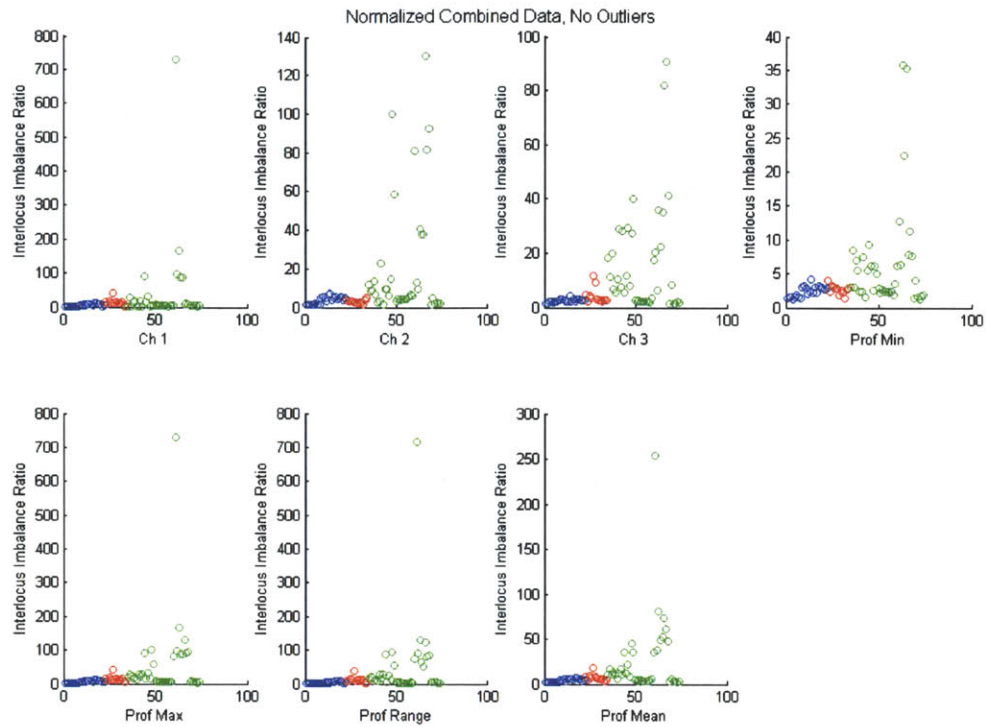 Normalized Combined Data, No Outliers
Interlocus Imbalance Ratio
800
700
600
500
400
300
200
100
0
0 50 100
Ch 1
Interlocus Imbalance Ratio
140
120
100
80
60
40
20
0
0 50 100
Ch 2
Interlocus Imbalance Ratio
100
80
60
40
20
0
0 50 100
Ch 3
Interlocus Imbalance Ratio
40
35
30
25
20
15
10
5
0
0 50 100
Prof Min
Interlocus Imbalance Ratio
800
700
600
500
400
300
200
100
0
0 50 100
Prof Max
Interlocus Imbalance Ratio
800
700
600
500
400
300
200
100
0
0 50 100
Prof Range
Interlocus Imbalance Ratio
300
250
200
150
100
50
0
0 50 100
Prof Mean